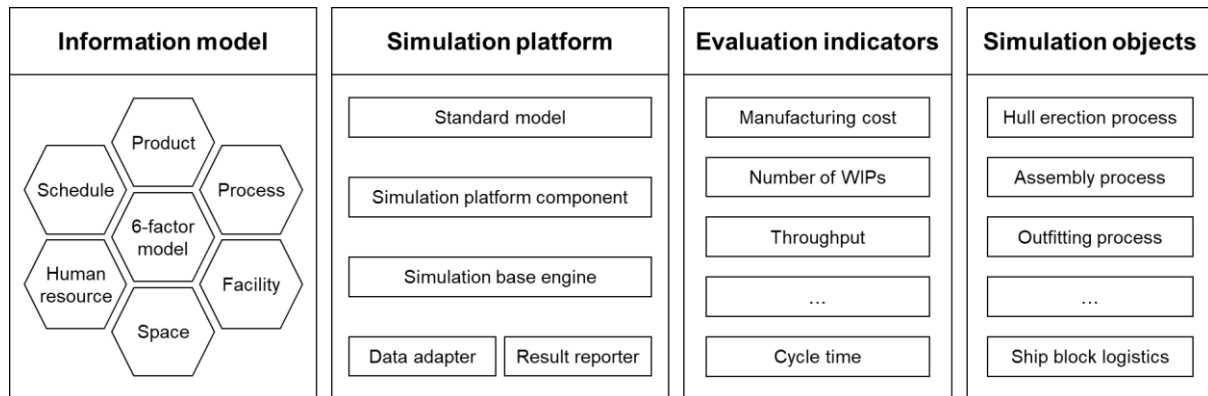 Information model
Product
Schedule
Process
6-factor
model
Human
resource
Facility
Space
Simulation platform
Standard model
Simulation platform component
Simulation base engine
Data adapter
Result reporter
Evaluation indicators
Manufacturing cost
Number of WIPs
Throughput
...
Cycle time
Simulation objects
Hull erection process
Assembly process
Outfitting process
...
Ship block logistics